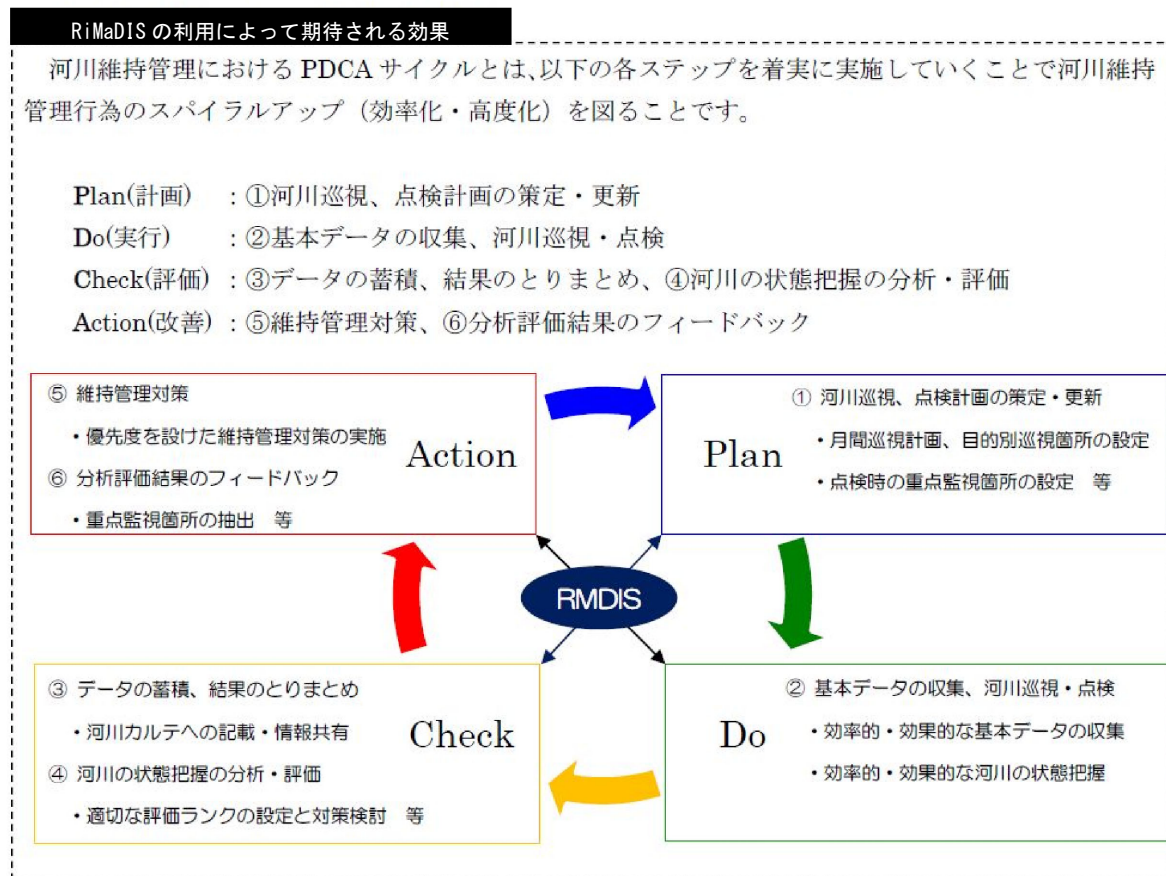 RiMaDIS の利用によって期待される効果
河川維持管理における PDCA サイクルとは、以下の各ステップを着実に実施していくことで河川維持
管理行為のスパイラルアップ（効率化・高度化）を図ることです。
Plan(計画) ：①河川巡視、点検計画の策定・更新
Do(実行) ：②基本データの収集、河川巡視・点検
Check(評価) ：③データの蓄積、結果のとりまとめ、④河川の状態把握の分析・評価
Action(改善) ：⑤維持管理対策、⑥分析評価結果のフィードバック
⑤ 維持管理対策
・優先度を設けた維持管理対策の実施
⑥ 分析評価結果のフィードバック
・重点監視箇所の抽出　等
Action
Plan
① 河川巡視、点検計画の策定・更新
・月間巡視計画、目的別巡視箇所の設定
・点検時の重点監視箇所の設定　等
RMDIS
③ データの蓄積、結果のとりまとめ
・河川カルテへの記載・情報共有
④ 河川の状態把握の分析・評価
・適切な評価ランクの設定と対策検討　等
Check
Do
② 基本データの収集、河川巡視・点検
・効率的・効果的な基本データの収集
・効率的・効果的な河川の状態把握